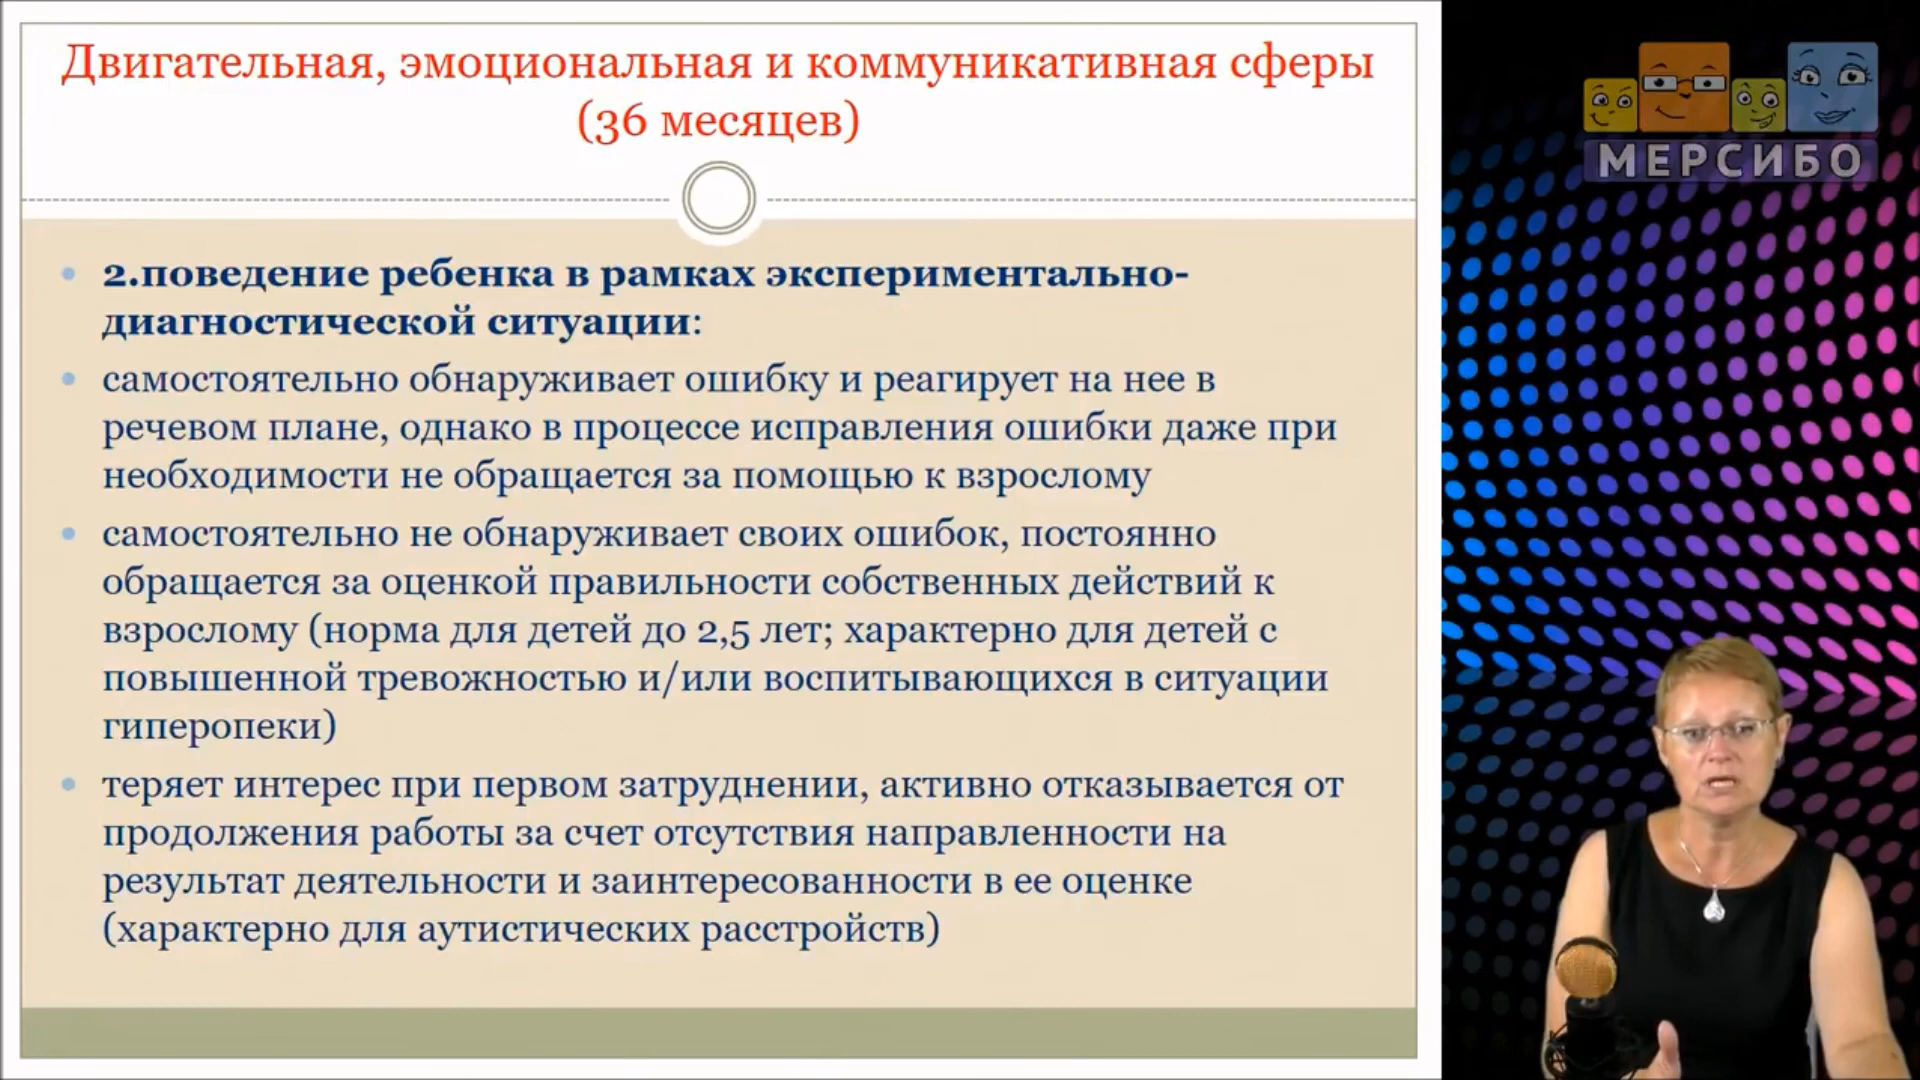 Двигательная, эмоциональная и коммуникативная сферы
(36 месяцев)
МЕРСИБО
2.поведение ребенка в рамках экспериментально-
диагностической ситуации:
самостоятельно обнаруживает ошибку и реагирует на нее в
речевом плане, однако в процессе исправления ошибки даже при
необходимости не обращается за помощью к взрослому
самостоятельно не обнаруживает своих ошибок, постоянно
обращается за оценкой правильности собственных действий к
взрослому (норма для детей до 2,5 лет; характерно для детей с
повышенной тревожностью и/или воспитывающихся в ситуации
гиперопеки)
теряет интерес при первом затруднении, активно отказывается от
продолжения работы за счет отсутствия направленности на
результат деятельности и заинтересованности в ее оценке
(характерно для аутистических расстройств)